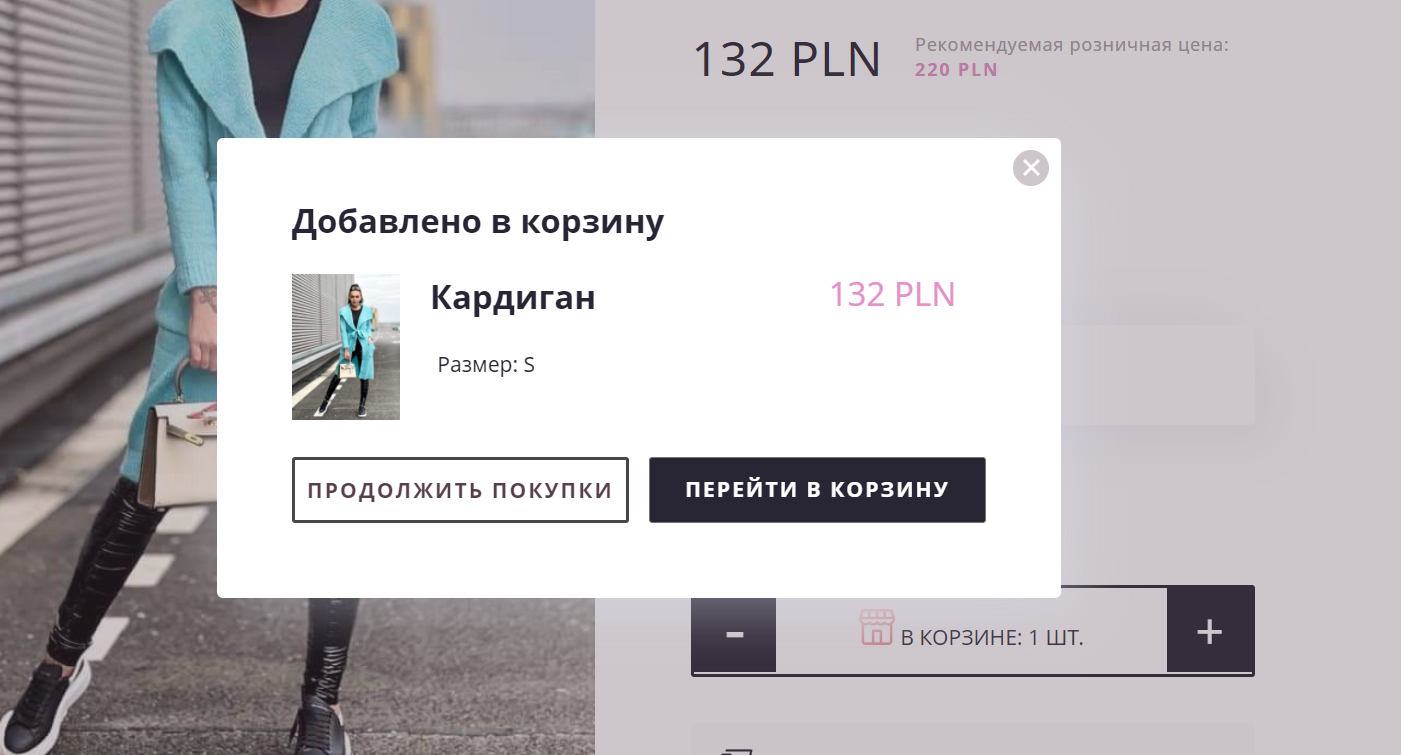 132 PLN
Рекомендуемая розничная цена:
220 PLN
Добавлено в корзину
Кардиган
132 PLN
Размер: S
ПРОДОЛЖИТЬ ПОКУПКИ
ПЕРЕЙТИ В КОРЗИНУ
-
В КОРЗИНЕ: 1 ШТ.
+